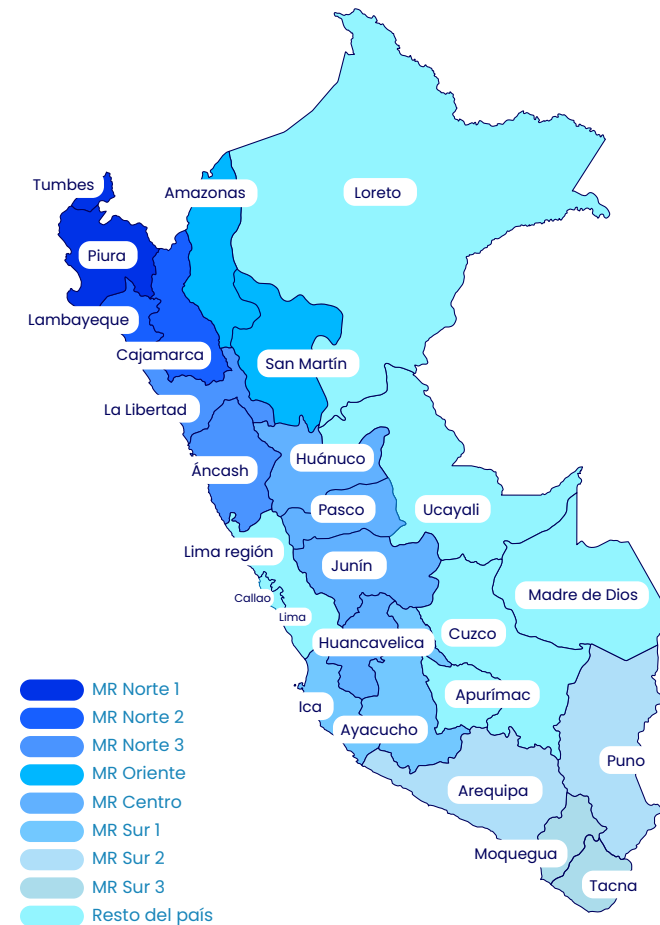 Tumbes
Amazonas
Loreto
Piura
Lambayeque
Cajamarca
San Martín
La Libertad
Áncash
Huánuco
Pasco
Ucayali
Lima región
Junín
Callao
Madre de Dios
Lima
Huancavelica
Cuzco
Apurímac
Ica
Ayacucho
Puno
Arequipa
Moquegua
Tacna
MR Norte 1
MR Norte 2
MR Norte 3
MR Oriente
MR Centro
MR Sur 1
MR Sur 2
MR Sur 3
Resto del país